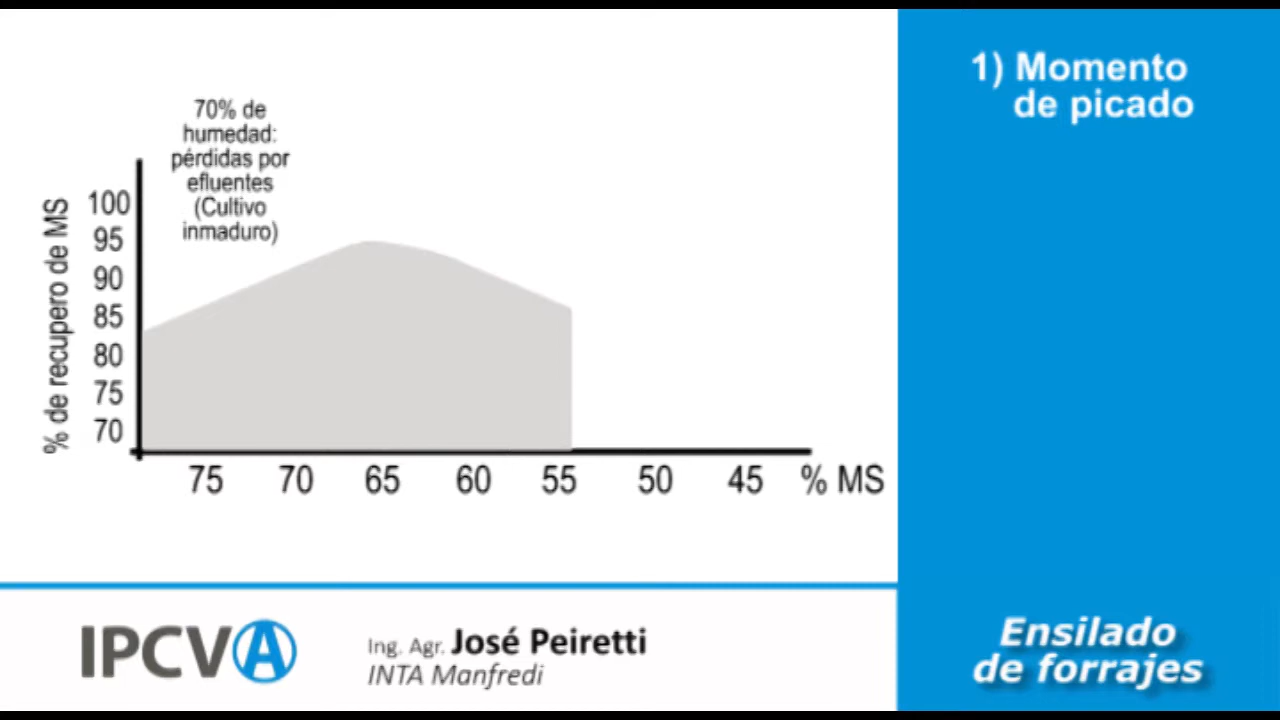 1) Momento
de picado
70% de
humedad:
pérdidas por
efluentes
(Cultivo
inmaduro)
% de recupero de MS
100
95
90
85
80
75
70
75 70 65 60 55 50 45 % MS
IPCVA
Ing. Agr. José Peiretti
INTA Manfredi
Ensilado
de forrajes